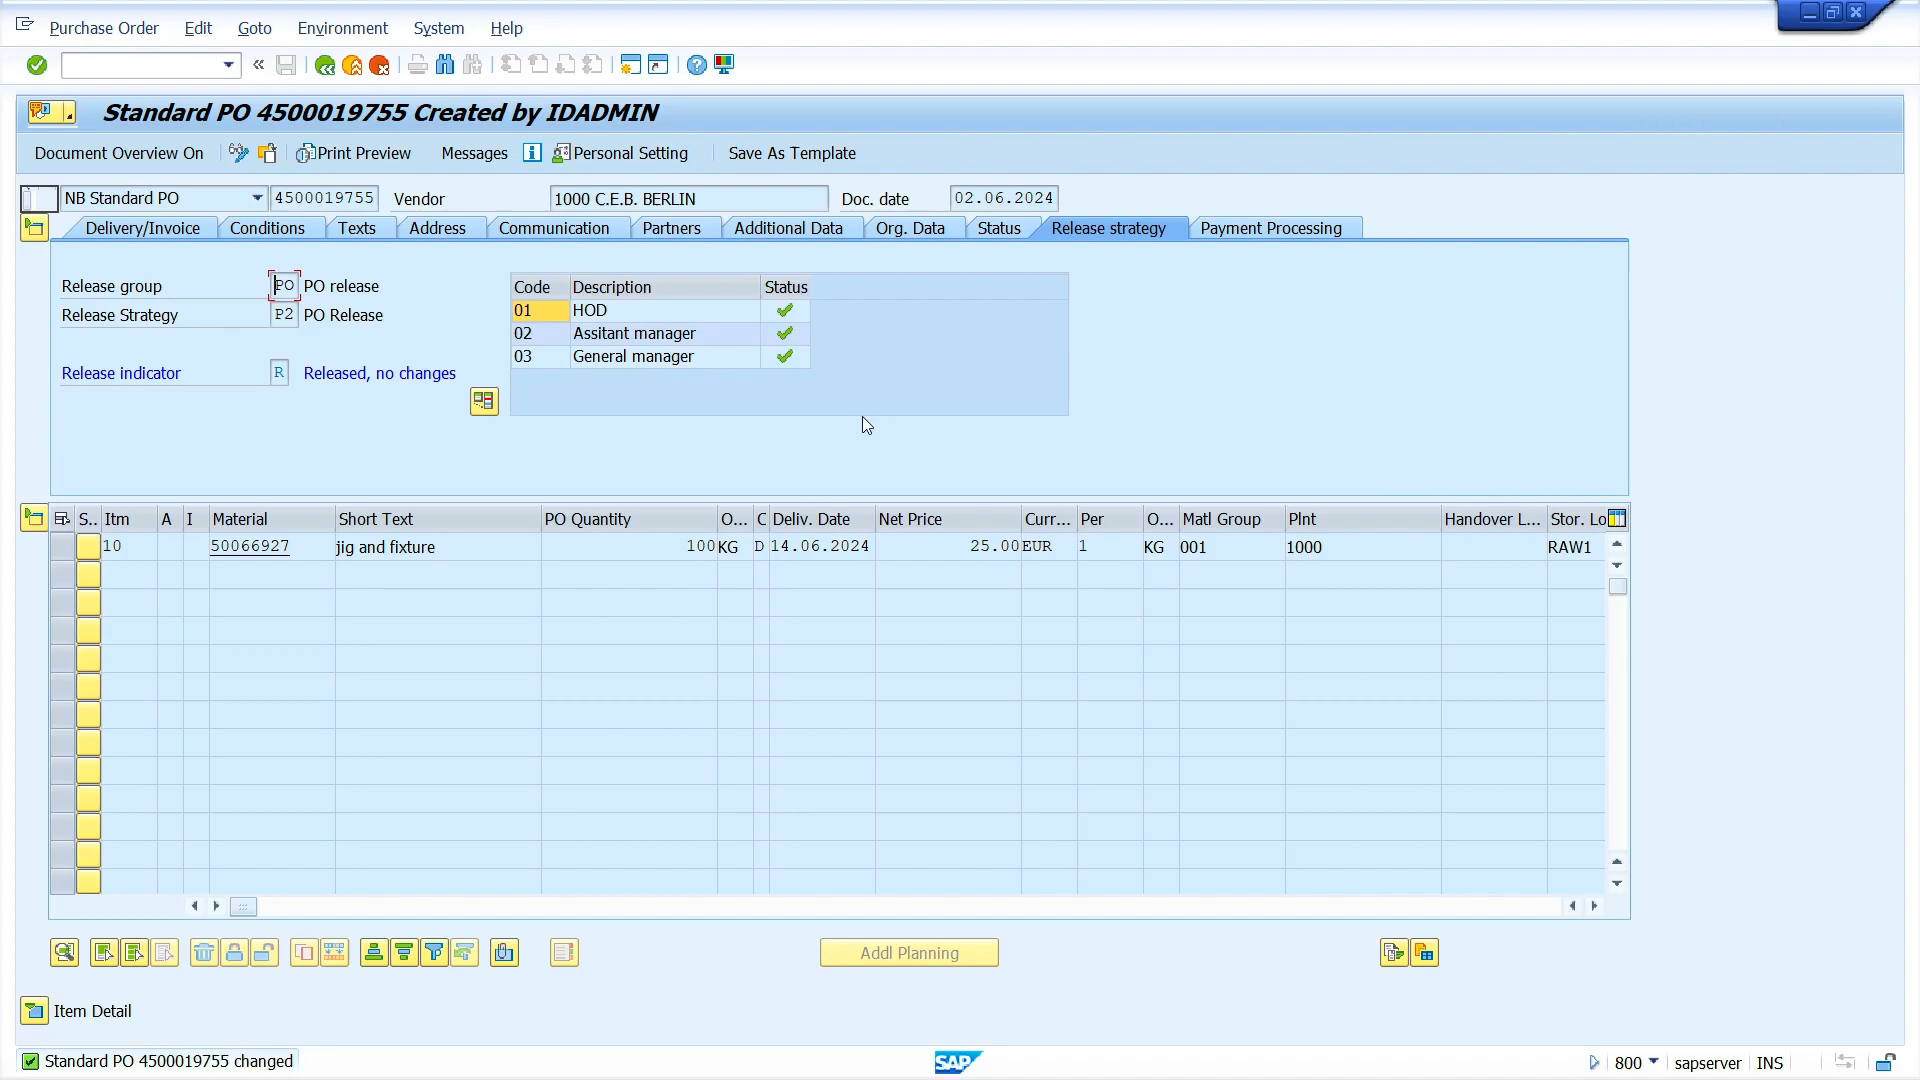 Purchase Order Edit Goto Environment System Help
Standard PO 4500019755 Created by IDADMIN
Document Overview On Print Preview Messages Personal Setting Save As Template
NB Standard PO 4500019755 Vendor 1000 C.E.B. BERLIN Doc. date 02.06.2024
Delivery/Invoice Conditions Texts Address Communication Partners Additional Data Org. Data Status Release strategy Payment Processing
Release group PO PO release
Release Strategy P2 PO Release
Release indicator R Released, no changes
Code Description Status
01 HOD
02 Assitant manager
03 General manager
S.. Itm A I Material Short Text PO Quantity O... C Deliv. Date Net Price Curr... Per O... Matl Group Plnt Handover L... Stor. Lo
10 50066927 jig and fixture 100 KG D 14.06.2024 25.00 EUR 1 KG 001 1000 RAW1
Addl Planning
Item Detail
Standard PO 4500019755 changed
SAP
800 sapserver INS